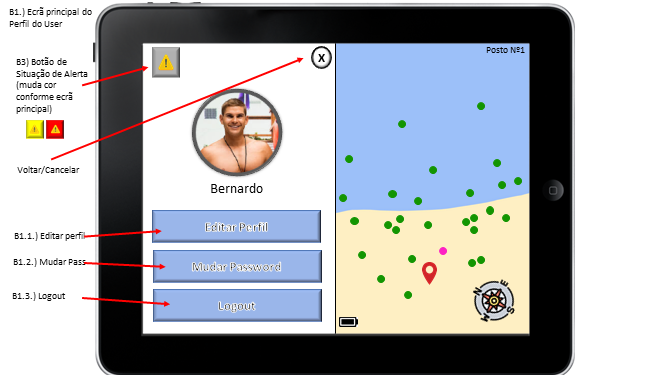 B1.) Ecrã principal do
Perfil do User
B3) Botão de
Situação de Alerta
(muda cor
conforme ecrã
principal)
Voltar/Cancelar
B1.1.) Editar perfil
B1.2.) Mudar Pass
B1.3.) Logout
X
Bernardo
Editar Perfil
Mudar Password
Logout
Posto Nº1
N
E
S
W